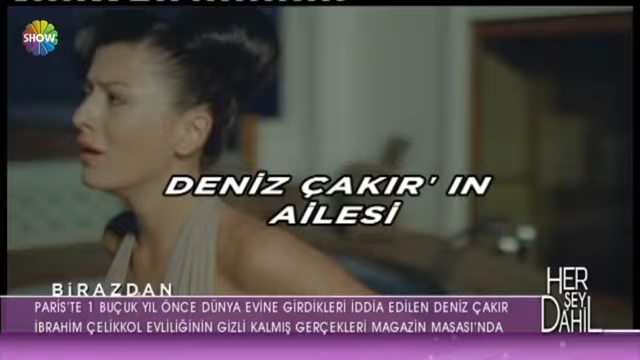 SHOW
DENİZ ÇAKIR' IN
AİLESİ
BİRAZDAN
HER
ŞEY
DAHİL
PARİS'TE 1 BUÇUK YIL ÖNCE DÜNYA EVİNE GİRDİKLERİ İDDİA EDİLEN DENİZ ÇAKIR
İBRAHİM ÇELİKKOL EVLİLİĞİNİN GİZLİ KALMIŞ GERÇEKLERİ MAGAZİN MASASI'NDA